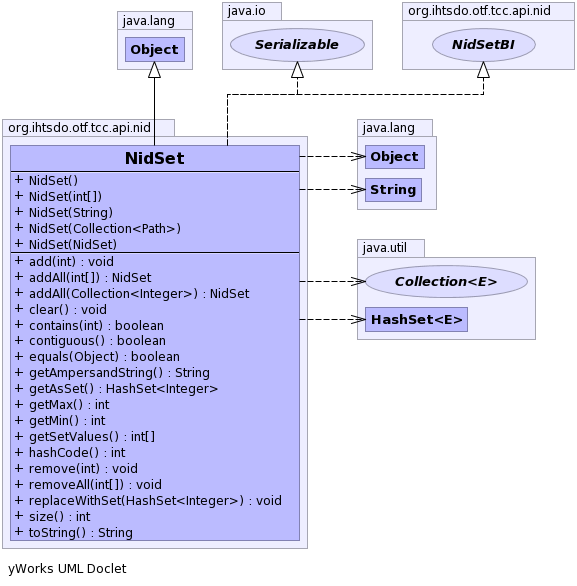 java.lang
Object
java.io
Serializable
org.ihtsdo.otf.tcc.api.nid
NidSetBI
org.ihtsdo.otf.tcc.api.nid
NidSet
+ NidSet()
+ NidSet(int[])
+ NidSet(String)
+ NidSet(Collection<Path>)
+ NidSet(NidSet)
+ add(int) : void
+ addAll(int[]) : NidSet
+ addAll(Collection<Integer>) : NidSet
+ clear() : void
+ contains(int) : boolean
+ contiguous() : boolean
+ equals(Object) : boolean
+ getAmpersandString() : String
+ getAsSet() : HashSet<Integer>
+ getMax() : int
+ getMin() : int
+ getSetValues() : int[]
+ hashCode() : int
+ remove(int) : void
+ removeAll(int[]) : void
+ replaceWithSet(HashSet<Integer>) : void
+ size() : int
+ toString() : String
java.lang
Object
String
java.util
Collection<E>
HashSet<E>
yWorks UML Doclet